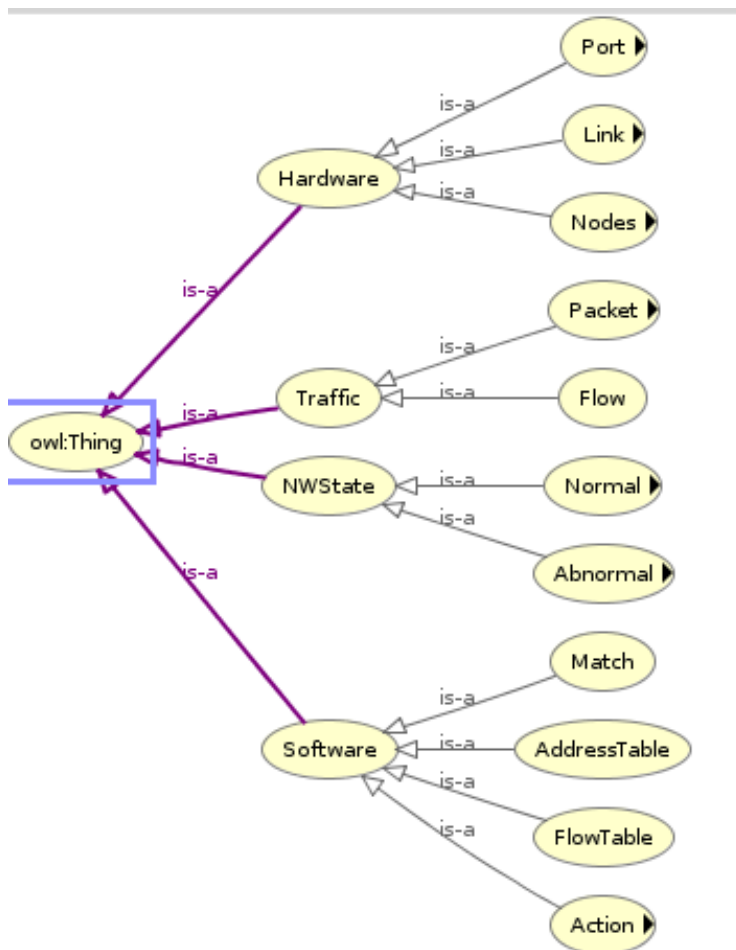 Port
is-a
Link
is-a
Hardware
is-a
Nodes
is-a
Packet
is-a
Traffic
is-a
Flow
is-a
owl:Thing
is-a
NWState
is-a
Normal
is-a
Abnormal
is-a
Match
is-a
Software
is-a
AddressTable
is-a
FlowTable
is-a
Action